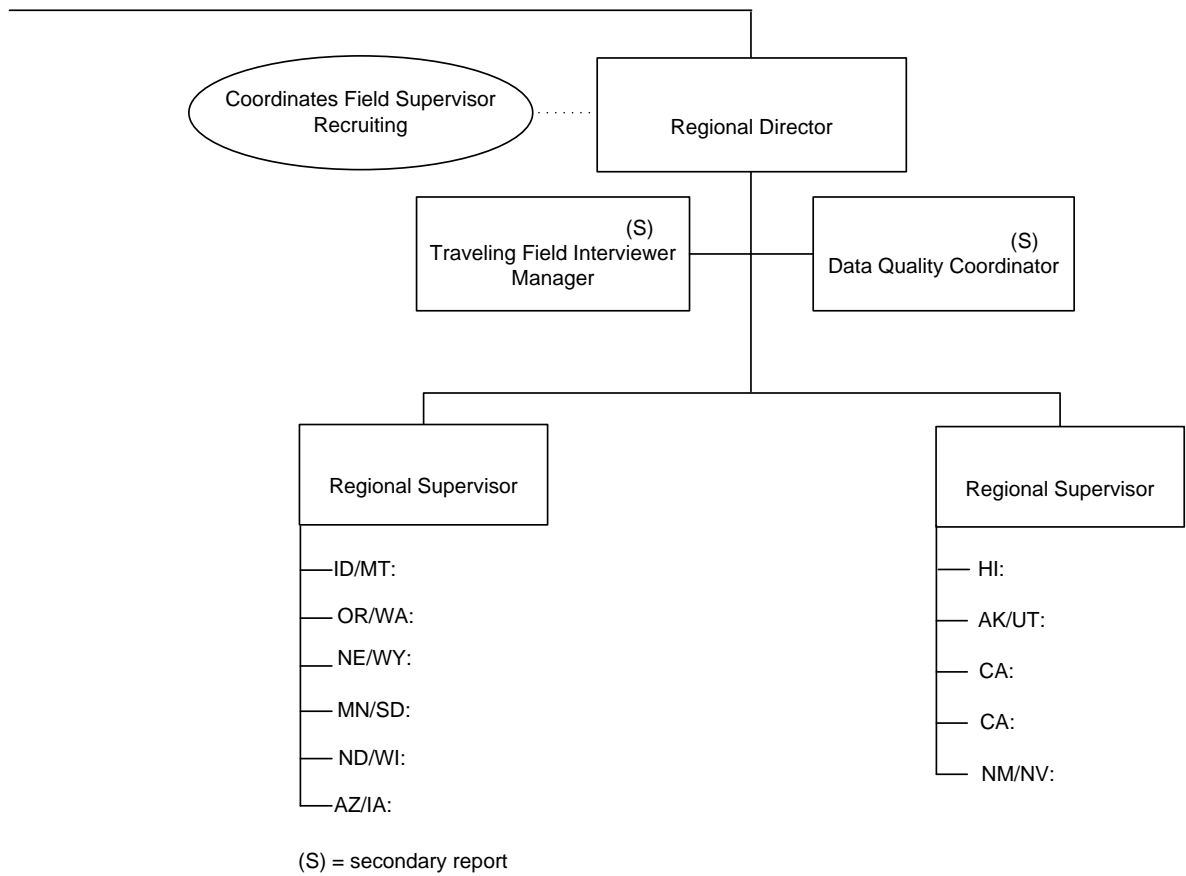 Coordinates Field Supervisor
Recruiting
Regional Director
(S)
Traveling Field Interviewer
Manager
(S)
Data Quality Coordinator
Regional Supervisor
ID/MT:
OR/WA:
NE/WY:
MN/SD:
ND/WI:
AZ/IA:
Regional Supervisor
HI:
AK/UT:
CA:
CA:
NM/NV:
(S) = secondary report